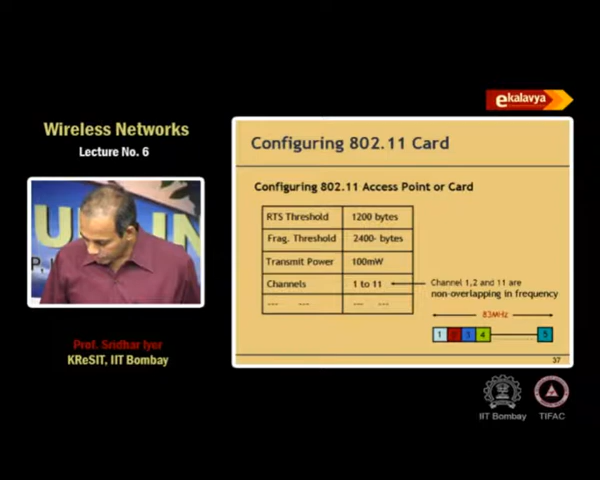 ekalavya
Wireless Networks
Lecture No. 6
Configuring 802.11 Card
Configuring 802.11 Access Point or Card
RTS Threshold 1200 bytes
Frag. Threshold 2400- bytes
Transmit Power 100mW
Channels 1 to 11
--- --- --- ---
Channel 1,2 and 11 are
non-overlapping in frequency
83MHz
1 2 3 4 5
37
UR IN
Prof. Sridhar Iyer
KReSIT, IIT Bombay
IIT Bombay TIFAC